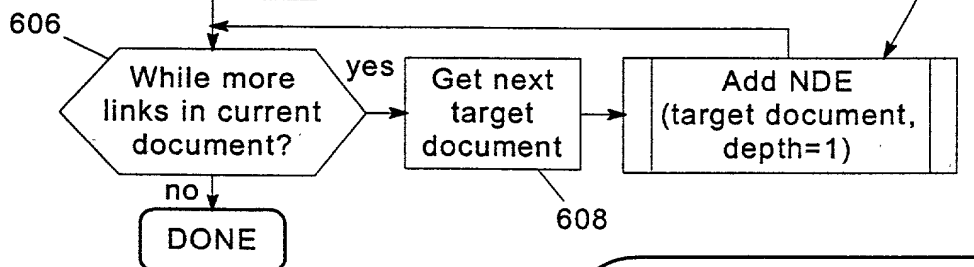 606
While more
links in current
document?
yes
Get next
target
document
Add NDE
(target document,
depth=1)
608
no
DONE